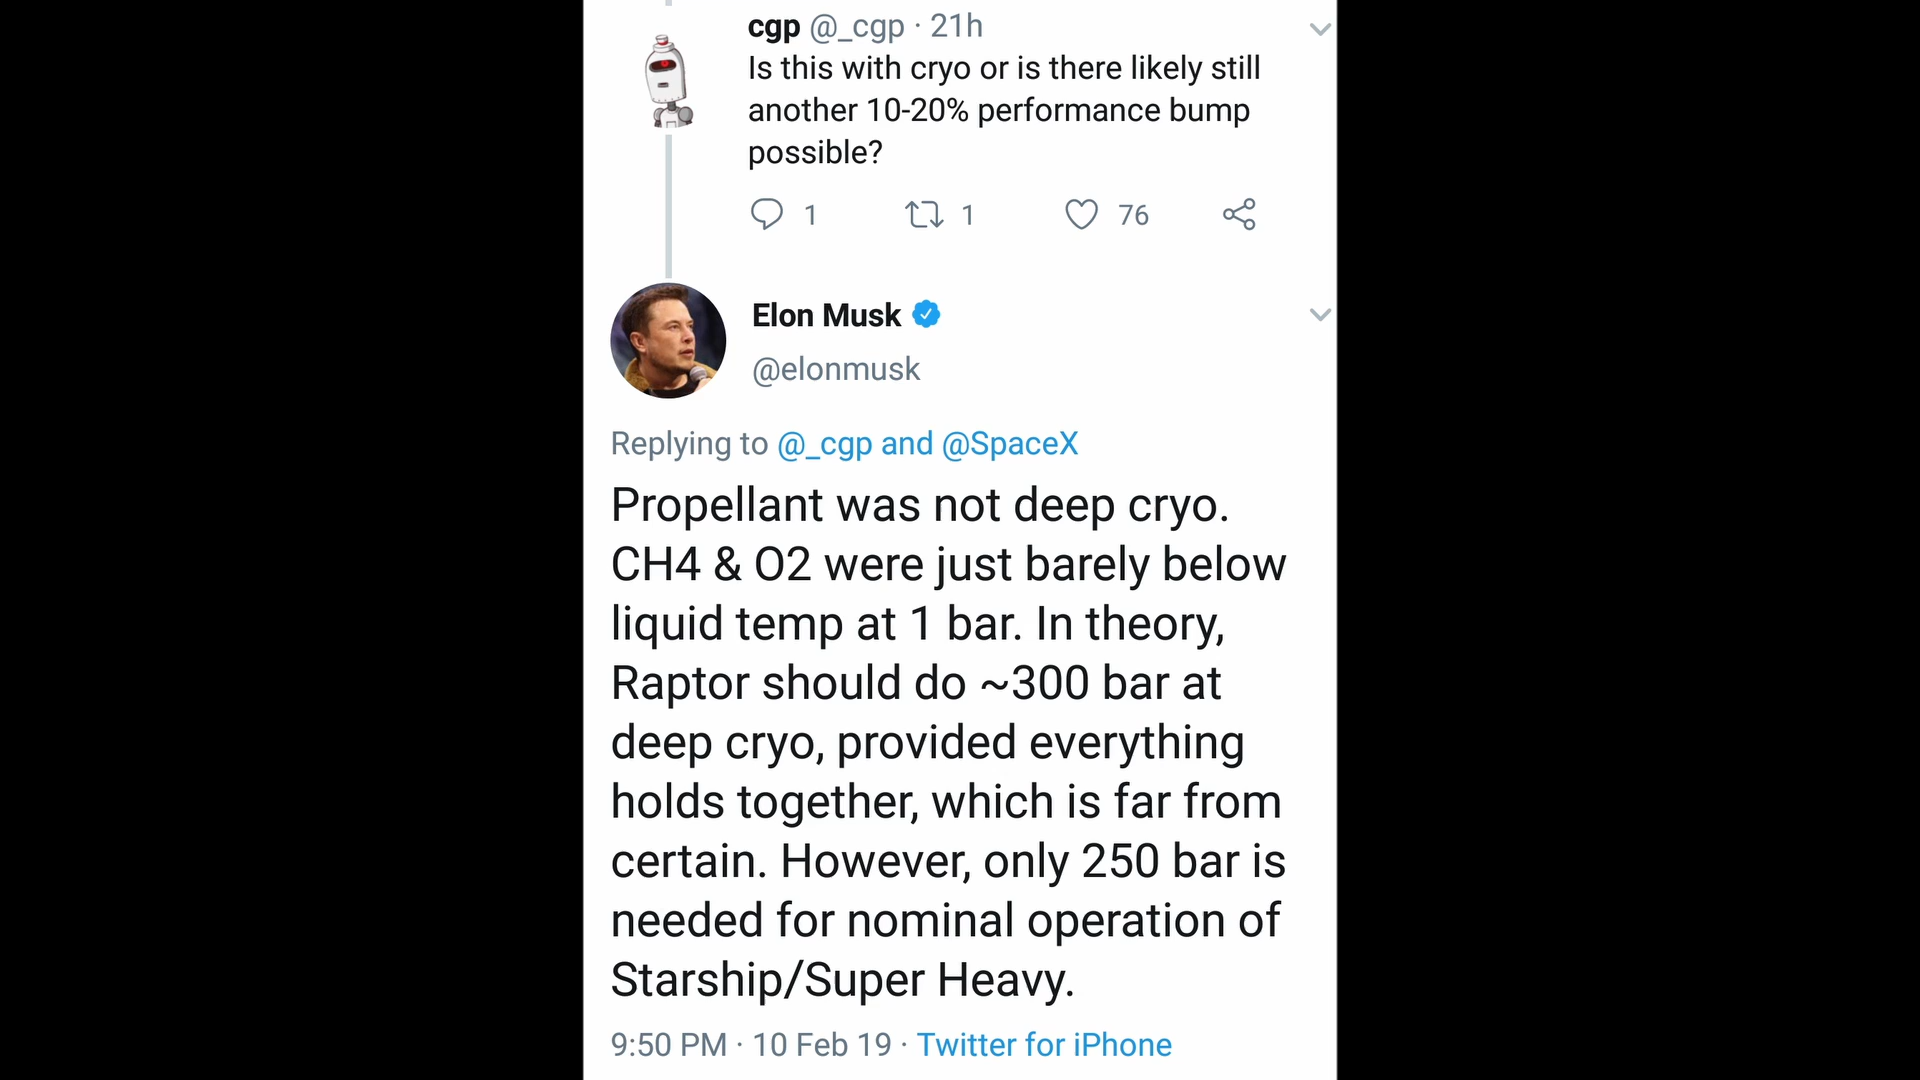 cgp @_cgp · 21h
Is this with cryo or is there likely still
another 10-20% performance bump
possible?
1 1 76
Elon Musk
@elonmusk
Replying to @_cgp and @SpaceX
Propellant was not deep cryo.
CH4 & O2 were just barely below
liquid temp at 1 bar. In theory,
Raptor should do ~300 bar at
deep cryo, provided everything
holds together, which is far from
certain. However, only 250 bar is
needed for nominal operation of
Starship/Super Heavy.
9:50 PM · 10 Feb 19 · Twitter for iPhone